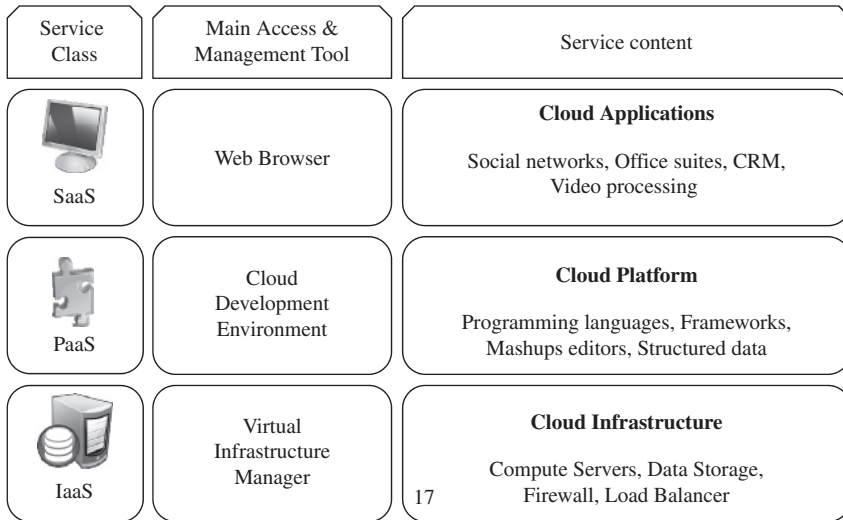 Service
Class
Main Access &
Management Tool
Service content
SaaS
Web Browser
Cloud Applications
Social networks, Office suites, CRM,
Video processing
PaaS
Cloud
Development
Environment
Cloud Platform
Programming languages, Frameworks,
Mashups editors, Structured data
IaaS
Virtual
Infrastructure
Manager
17
Cloud Infrastructure
Compute Servers, Data Storage,
Firewall, Load Balancer